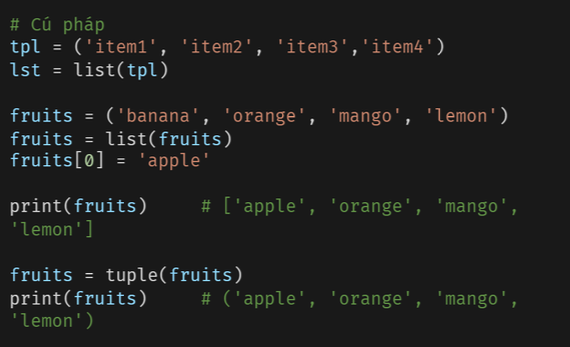 # Cú pháp
tpl = ('item1', 'item2', 'item3','item4')
lst = list(tpl)
fruits = ('banana', 'orange', 'mango', 'lemon')
fruits = list(fruits)
fruits[0] = 'apple'
print(fruits)     # ['apple', 'orange', 'mango',
'lemon']
fruits = tuple(fruits)
print(fruits)     # ('apple', 'orange', 'mango',
'lemon')